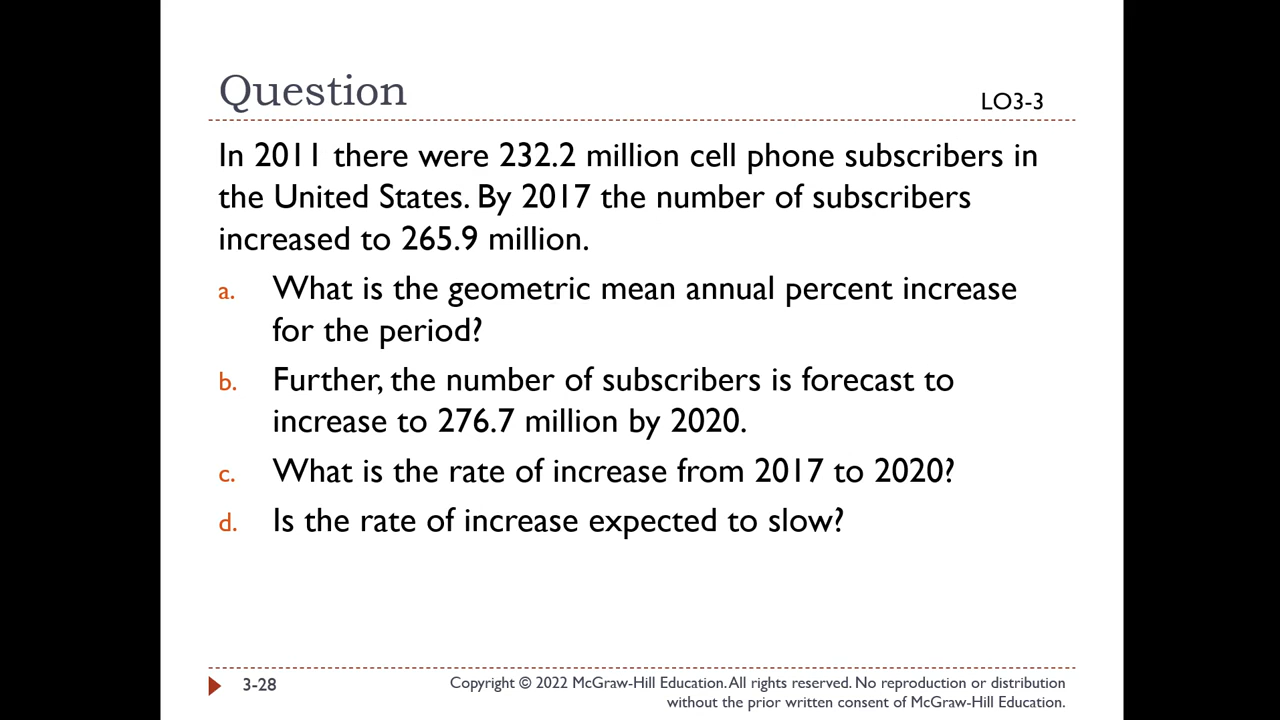 Question
LO3-3
In 2011 there were 232.2 million cell phone subscribers in
the United States. By 2017 the number of subscribers
increased to 265.9 million.
a. What is the geometric mean annual percent increase
for the period?
b. Further, the number of subscribers is forecast to
increase to 276.7 million by 2020.
c. What is the rate of increase from 2017 to 2020?
d. Is the rate of increase expected to slow?
3-28
Copyright © 2022 McGraw-Hill Education. All rights reserved. No reproduction or distribution
without the prior written consent of McGraw-Hill Education.